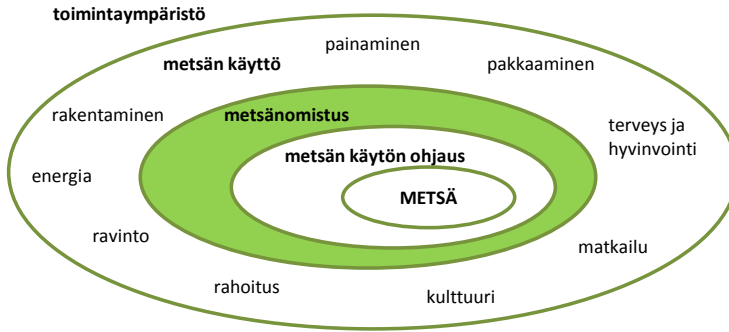 toimintaympäristö
painaminen
metsän käyttö
pakkaaminen
rakentaminen
metsänomistus
terveys ja
hyvinvointi
metsän käytön ohjaus
energia
METSÄ
ravinto
matkailu
rahoitus
kulttuuri